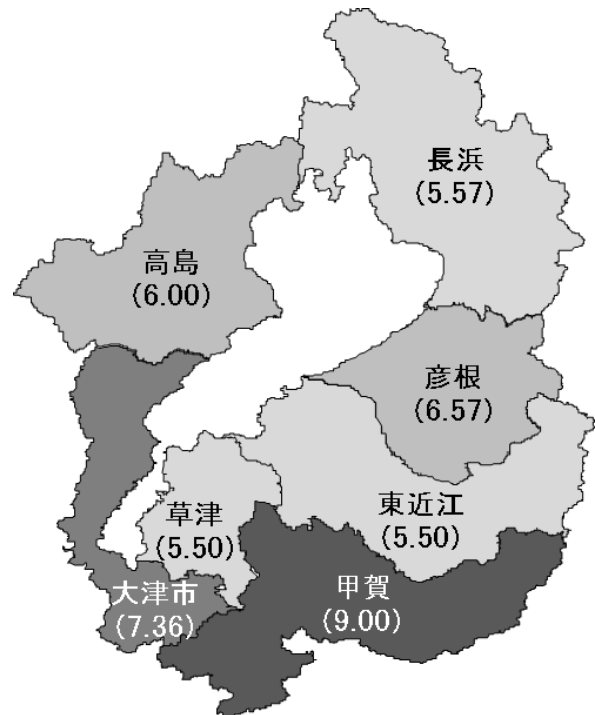 長浜
(5.57)
高島
(6.00)
彦根
(6.57)
草津
(5.50)
東近江
(5.50)
大津市
(7.36)
甲賀
(9.00)